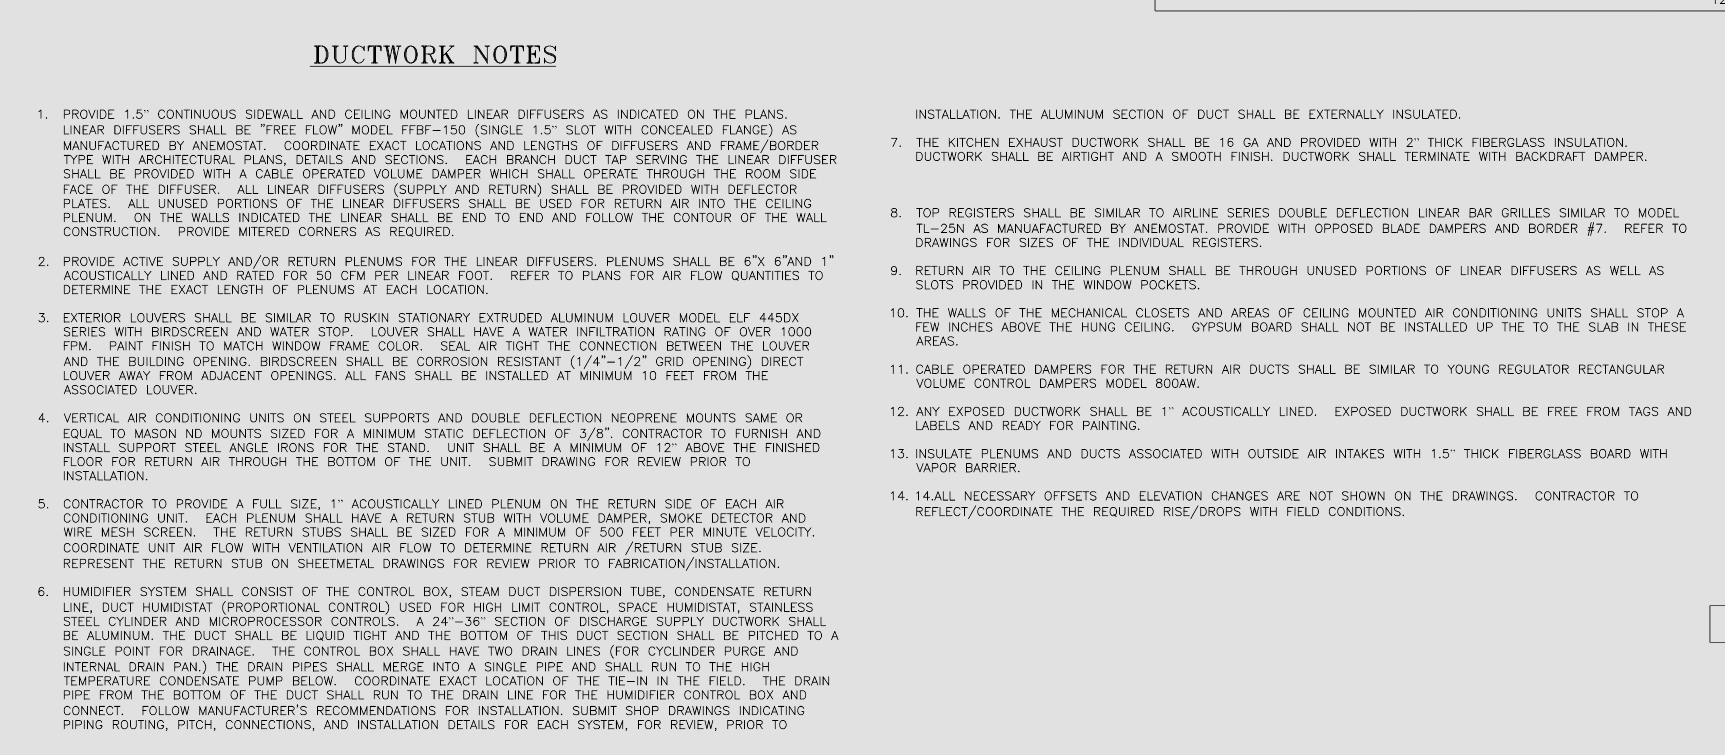 12
DUCTWORK NOTES
1. PROVIDE 1.5" CONTINUOUS SIDEWALL AND CEILING MOUNTED LINEAR DIFFUSERS AS INDICATED ON THE PLANS.
LINEAR DIFFUSERS SHALL BE "FREE FLOW" MODEL FFBF-150 (SINGLE 1.5" SLOT WITH CONCEALED FLANGE) AS
MANUFACTURED BY ANEMOSTAT. COORDINATE EXACT LOCATIONS AND LENGTHS OF DIFFUSERS AND FRAME/BORDER
TYPE WITH ARCHITECTURAL PLANS, DETAILS AND SECTIONS. EACH BRANCH DUCT TAP SERVING THE LINEAR DIFFUSER
SHALL BE PROVIDED WITH A CABLE OPERATED VOLUME DAMPER WHICH SHALL OPERATE THROUGH THE ROOM SIDE
FACE OF THE DIFFUSER. ALL LINEAR DIFFUSERS (SUPPLY AND RETURN) SHALL BE PROVIDED WITH DEFLECTOR
PLATES. ALL UNUSED PORTIONS OF THE LINEAR DIFFUSERS SHALL BE USED FOR RETURN AIR INTO THE CEILING
PLENUM. ON THE WALLS INDICATED THE LINEAR SHALL BE END TO END AND FOLLOW THE CONTOUR OF THE WALL
CONSTRUCTION. PROVIDE MITERED CORNERS AS REQUIRED.
2. PROVIDE ACTIVE SUPPLY AND/OR RETURN PLENUMS FOR THE LINEAR DIFFUSERS. PLENUMS SHALL BE 6"X 6"AND 1"
ACOUSTICALLY LINED AND RATED FOR 50 CFM PER LINEAR FOOT. REFER TO PLANS FOR AIR FLOW QUANTITIES TO
DETERMINE THE EXACT LENGTH OF PLENUMS AT EACH LOCATION.
3. EXTERIOR LOUVERS SHALL BE SIMILAR TO RUSKIN STATIONARY EXTRUDED ALUMINUM LOUVER MODEL ELF 445DX
SERIES WITH BIRDSCREEN AND WATER STOP. LOUVER SHALL HAVE A WATER INFILTRATION RATING OF OVER 1000
FPM. PAINT FINISH TO MATCH WINDOW FRAME COLOR. SEAL AIR TIGHT THE CONNECTION BETWEEN THE LOUVER
AND THE BUILDING OPENING. BIRDSCREEN SHALL BE CORROSION RESISTANT (1/4"-1/2" GRID OPENING) DIRECT
LOUVER AWAY FROM ADJACENT OPENINGS. ALL FANS SHALL BE INSTALLED AT MINIMUM 10 FEET FROM THE
ASSOCIATED LOUVER.
4. VERTICAL AIR CONDITIONING UNITS ON STEEL SUPPORTS AND DOUBLE DEFLECTION NEOPRENE MOUNTS SAME OR
EQUAL TO MASON ND MOUNTS SIZED FOR A MINIMUM STATIC DEFLECTION OF 3/8". CONTRACTOR TO FURNISH AND
INSTALL SUPPORT STEEL ANGLE IRONS FOR THE STAND. UNIT SHALL BE A MINIMUM OF 12" ABOVE THE FINISHED
FLOOR FOR RETURN AIR THROUGH THE BOTTOM OF THE UNIT. SUBMIT DRAWING FOR REVIEW PRIOR TO
INSTALLATION.
5. CONTRACTOR TO PROVIDE A FULL SIZE, 1" ACOUSTICALLY LINED PLENUM ON THE RETURN SIDE OF EACH AIR
CONDITIONING UNIT. EACH PLENUM SHALL HAVE A RETURN STUB WITH VOLUME DAMPER, SMOKE DETECTOR AND
WIRE MESH SCREEN. THE RETURN STUBS SHALL BE SIZED FOR A MINIMUM OF 500 FEET PER MINUTE VELOCITY.
COORDINATE UNIT AIR FLOW WITH VENTILATION AIR FLOW TO DETERMINE RETURN AIR /RETURN STUB SIZE.
REPRESENT THE RETURN STUB ON SHEETMETAL DRAWINGS FOR REVIEW PRIOR TO FABRICATION/INSTALLATION.
6. HUMIDIFIER SYSTEM SHALL CONSIST OF THE CONTROL BOX, STEAM DUCT DISPERSION TUBE, CONDENSATE RETURN
LINE, DUCT HUMIDISTAT (PROPORTIONAL CONTROL) USED FOR HIGH LIMIT CONTROL, SPACE HUMIDISTAT, STAINLESS
STEEL CYLINDER AND MICROPROCESSOR CONTROLS. A 24"-36" SECTION OF DISCHARGE SUPPLY DUCTWORK SHALL
BE ALUMINUM. THE DUCT SHALL BE LIQUID TIGHT AND THE BOTTOM OF THIS DUCT SECTION SHALL BE PITCHED TO A
SINGLE POINT FOR DRAINAGE. THE CONTROL BOX SHALL HAVE TWO DRAIN LINES (FOR CYCLINDER PURGE AND
INTERNAL DRAIN PAN.) THE DRAIN PIPES SHALL MERGE INTO A SINGLE PIPE AND SHALL RUN TO THE HIGH
TEMPERATURE CONDENSATE PUMP BELOW. COORDINATE EXACT LOCATION OF THE TIE-IN IN THE FIELD. THE DRAIN
PIPE FROM THE BOTTOM OF THE DUCT SHALL RUN TO THE DRAIN LINE FOR THE HUMIDIFIER CONTROL BOX AND
CONNECT. FOLLOW MANUFACTURER'S RECOMMENDATIONS FOR INSTALLATION. SUBMIT SHOP DRAWINGS INDICATING
PIPING ROUTING, PITCH, CONNECTIONS, AND INSTALLATION DETAILS FOR EACH SYSTEM, FOR REVIEW, PRIOR TO
INSTALLATION. THE ALUMINUM SECTION OF DUCT SHALL BE EXTERNALLY INSULATED.
7. THE KITCHEN EXHAUST DUCTWORK SHALL BE 16 GA AND PROVIDED WITH 2" THICK FIBERGLASS INSULATION.
DUCTWORK SHALL BE AIRTIGHT AND A SMOOTH FINISH. DUCTWORK SHALL TERMINATE WITH BACKDRAFT DAMPER.
8. TOP REGISTERS SHALL BE SIMILAR TO AIRLINE SERIES DOUBLE DEFLECTION LINEAR BAR GRILLES SIMILAR TO MODEL
TL-25N AS MANUAFACTURED BY ANEMOSTAT. PROVIDE WITH OPPOSED BLADE DAMPERS AND BORDER #7. REFER TO
DRAWINGS FOR SIZES OF THE INDIVIDUAL REGISTERS.
9. RETURN AIR TO THE CEILING PLENUM SHALL BE THROUGH UNUSED PORTIONS OF LINEAR DIFFUSERS AS WELL AS
SLOTS PROVIDED IN THE WINDOW POCKETS.
10. THE WALLS OF THE MECHANICAL CLOSETS AND AREAS OF CEILING MOUNTED AIR CONDITIONING UNITS SHALL STOP A
FEW INCHES ABOVE THE HUNG CEILING. GYPSUM BOARD SHALL NOT BE INSTALLED UP THE TO THE SLAB IN THESE
AREAS.
11. CABLE OPERATED DAMPERS FOR THE RETURN AIR DUCTS SHALL BE SIMILAR TO YOUNG REGULATOR RECTANGULAR
VOLUME CONTROL DAMPERS MODEL 800AW.
12. ANY EXPOSED DUCTWORK SHALL BE 1" ACOUSTICALLY LINED. EXPOSED DUCTWORK SHALL BE FREE FROM TAGS AND
LABELS AND READY FOR PAINTING.
13. INSULATE PLENUMS AND DUCTS ASSOCIATED WITH OUTSIDE AIR INTAKES WITH 1.5" THICK FIBERGLASS BOARD WITH
VAPOR BARRIER.
14. 14.ALL NECESSARY OFFSETS AND ELEVATION CHANGES ARE NOT SHOWN ON THE DRAWINGS. CONTRACTOR TO
REFLECT/COORDINATE THE REQUIRED RISE/DROPS WITH FIELD CONDITIONS.